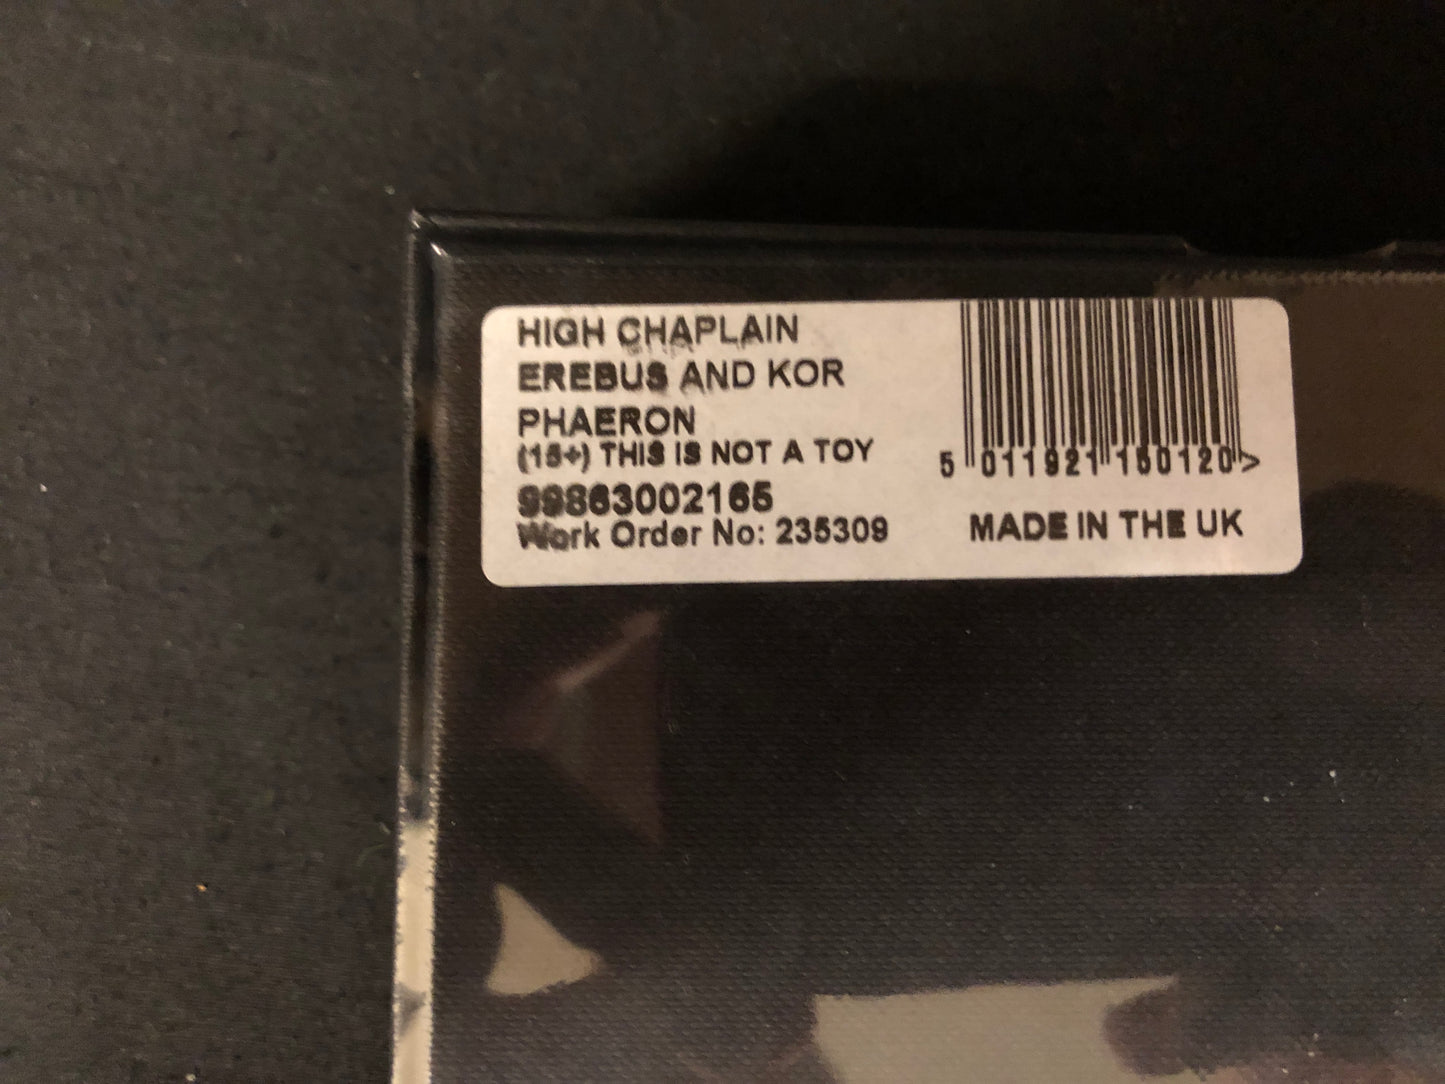 HIGH CHAPLAIN
EREBUS AND KOR
PHAERON
(15+) THIS IS NOT A TOY
99863002165
Work Order No: 235309
5 011921 150120 >
MADE IN THE UK